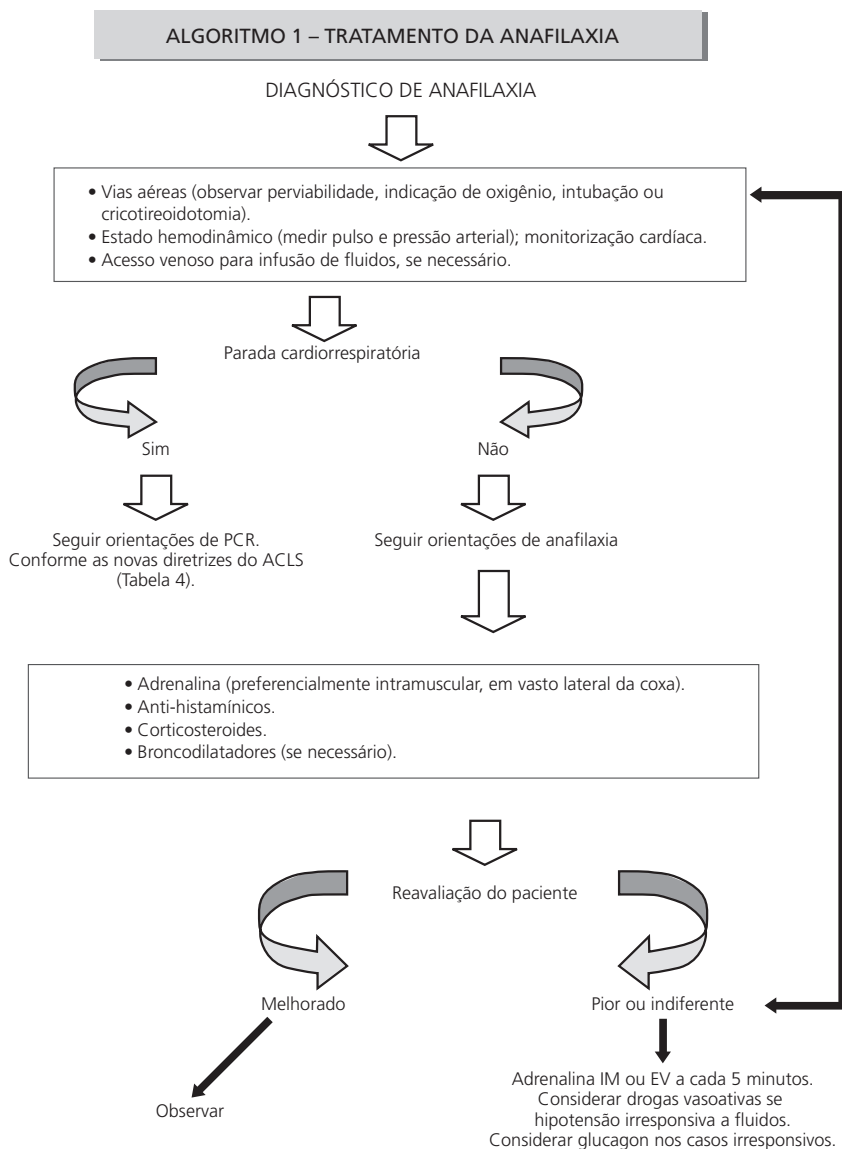 ALGORITMO 1 – TRATAMENTO DA ANAFILAXIA
DIAGNÓSTICO DE ANAFILAXIA
• Vias aéreas (observar perviabilidade, indicação de oxigênio, intubação ou
cricotireoidotomia).
• Estado hemodinâmico (medir pulso e pressão arterial); monitorização cardíaca.
• Acesso venoso para infusão de fluidos, se necessário.
Parada cardiorrespiratória
Sim
Não
Seguir orientações de PCR.
Conforme as novas diretrizes do ACLS
(Tabela 4).
Seguir orientações de anafilaxia
• Adrenalina (preferencialmente intramuscular, em vasto lateral da coxa).
• Anti-histamínicos.
• Corticosteroides.
• Broncodilatadores (se necessário).
Reavaliação do paciente
Melhorado
Pior ou indiferente
Observar
Adrenalina IM ou EV a cada 5 minutos.
Considerar drogas vasoativas se
hipotensão irresponsiva a fluidos.
Considerar glucagon nos casos irresponsivos.